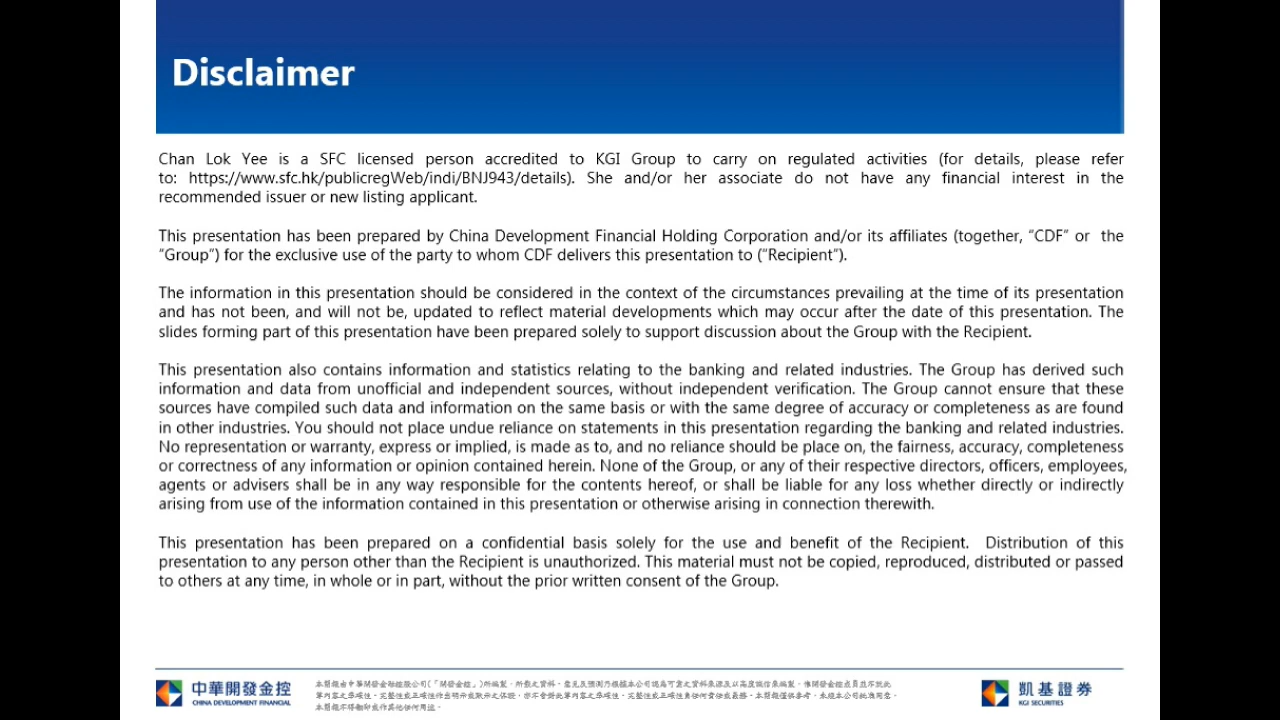 Disclaimer
Chan Lok Yee is a SFC licensed person accredited to KGI Group to carry on regulated activities (for details, please refer
to: https://www.sfc.hk/publicregWeb/indi/BNJ943/details). She and/or her associate do not have any financial interest in the
recommended issuer or new listing applicant.
This presentation has been prepared by China Development Financial Holding Corporation and/or its affiliates (together, “CDF” or the
“Group”) for the exclusive use of the party to whom CDF delivers this presentation to (“Recipient”).
The information in this presentation should be considered in the context of the circumstances prevailing at the time of its presentation
and has not been, and will not be, updated to reflect material developments which may occur after the date of this presentation. The
slides forming part of this presentation have been prepared solely to support discussion about the Group with the Recipient.
This presentation also contains information and statistics relating to the banking and related industries. The Group has derived such
information and data from unofficial and independent sources, without independent verification. The Group cannot ensure that these
sources have compiled such data and information on the same basis or with the same degree of accuracy or completeness as are found
in other industries. You should not place undue reliance on statements in this presentation regarding the banking and related industries.
No representation or warranty, express or implied, is made as to, and no reliance should be place on, the fairness, accuracy, completeness
or correctness of any information or opinion contained herein. None of the Group, or any of their respective directors, officers, employees,
agents or advisers shall be in any way responsible for the contents hereof, or shall be liable for any loss whether directly or indirectly
arising from use of the information contained in this presentation or otherwise arising in connection therewith.
This presentation has been prepared on a confidential basis solely for the use and benefit of the Recipient. Distribution of this
presentation to any person other than the Recipient is unauthorized. This material must not be copied, reproduced, distributed or passed
to others at any time, in whole or in part, without the prior written consent of the Group.
中華開發金控
CHINA DEVELOPMENT FINANCIAL
凱基證券
KGI SECURITIES